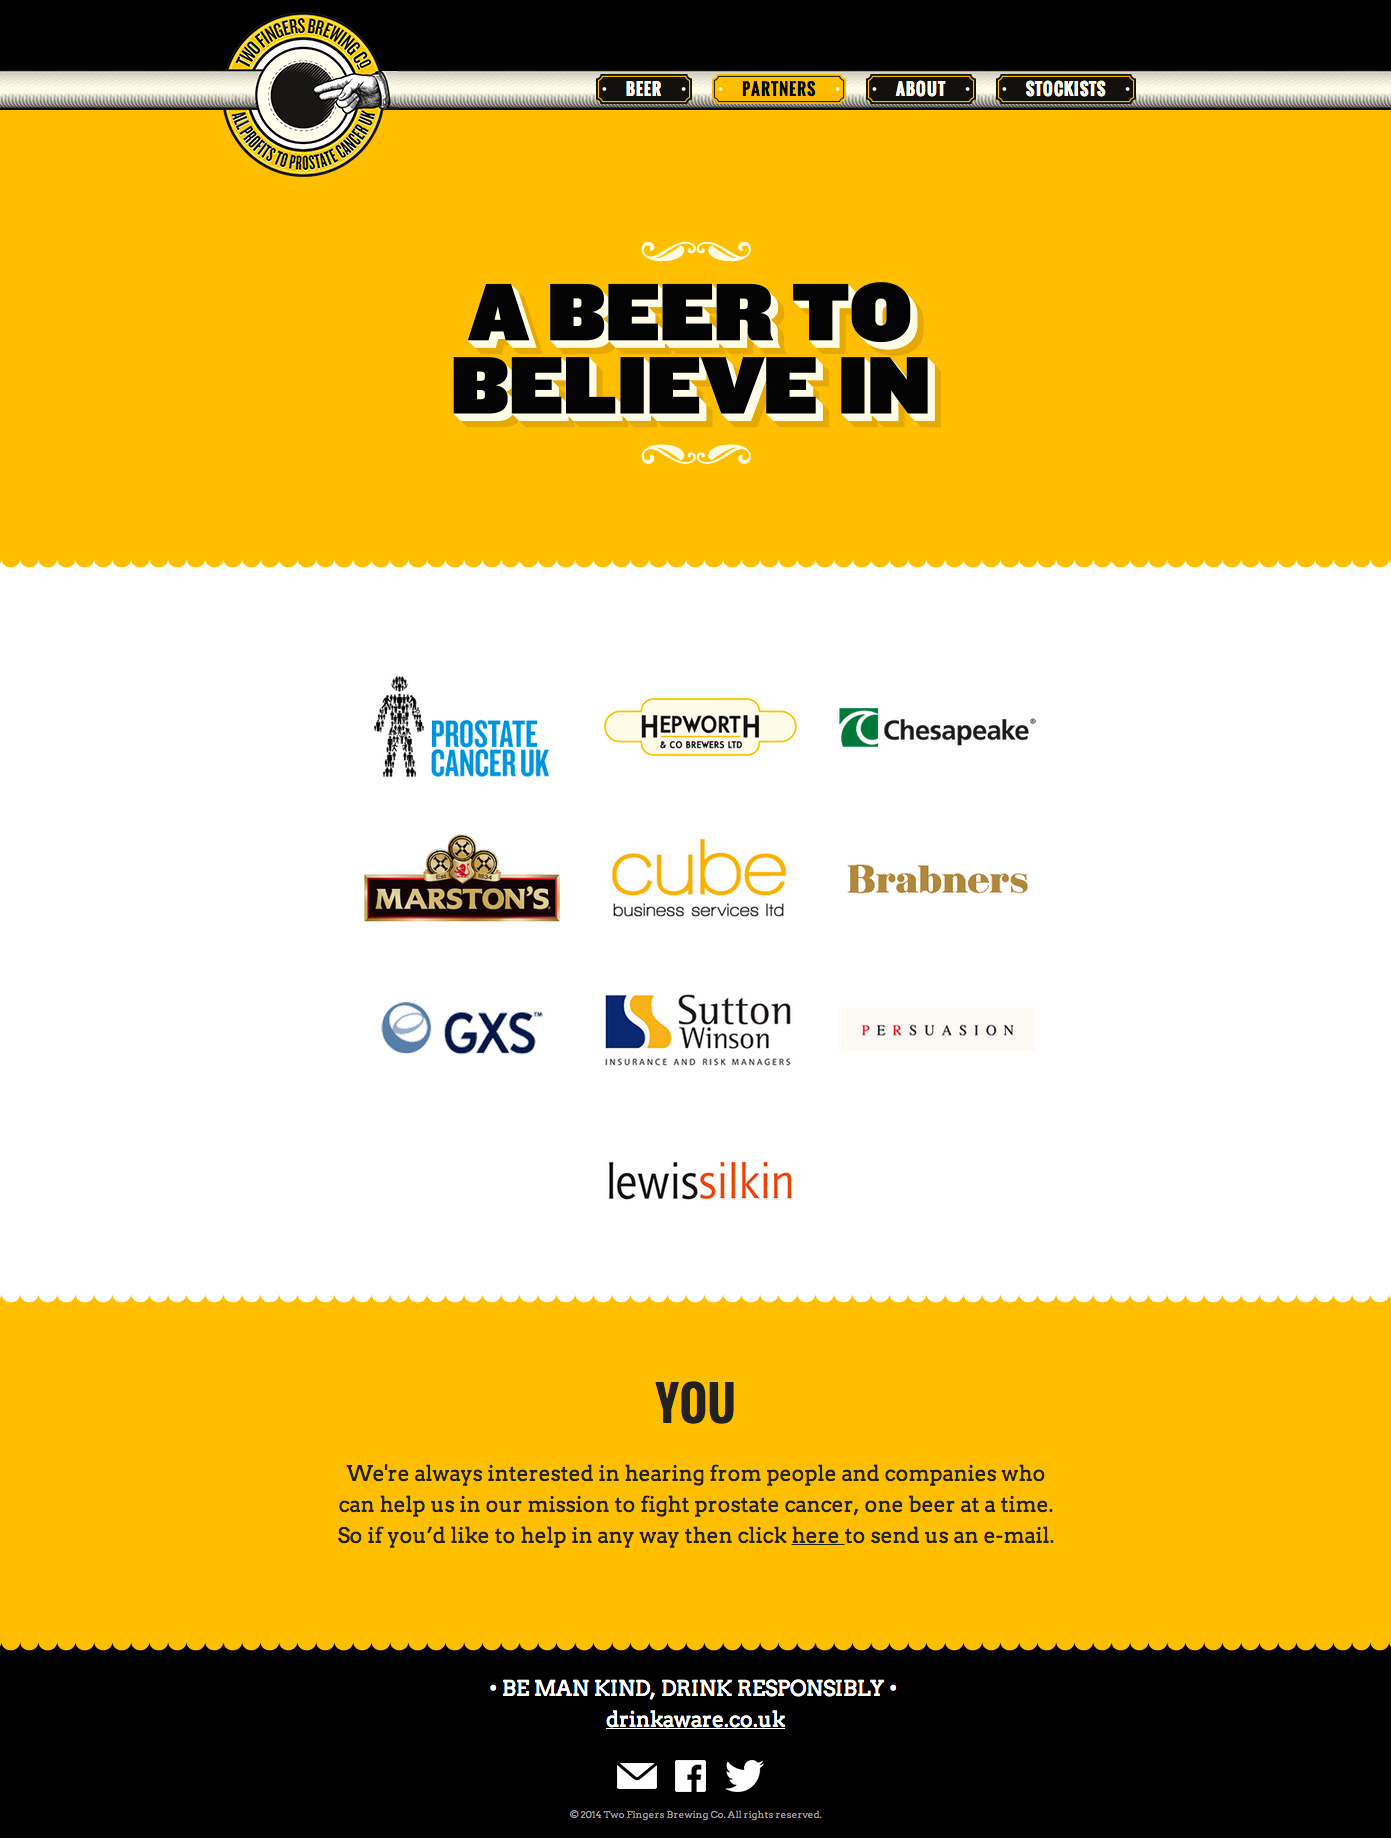 TWO FINGERS BREWING CO
ALL PROFITS TO PROSTATE CANCER UK
BEER
PARTNERS
ABOUT
STOCKISTS
A BEER TO
BELIEVE IN
PROSTATE
CANCER UK
HEPWORTH
& CO BREWERS LTD
Chesapeake®
Est 1834
MARSTON'S
cube
business services ltd
Brabners
GXS™
Sutton
Winson
INSURANCE AND RISK MANAGERS
PERSUASION
lewissilkin
YOU
We're always interested in hearing from people and companies who
can help us in our mission to fight prostate cancer, one beer at a time.
So if you’d like to help in any way then click here to send us an e-mail.
• BE MAN KIND, DRINK RESPONSIBLY •
drinkaware.co.uk
© 2014 Two Fingers Brewing Co. All rights reserved.